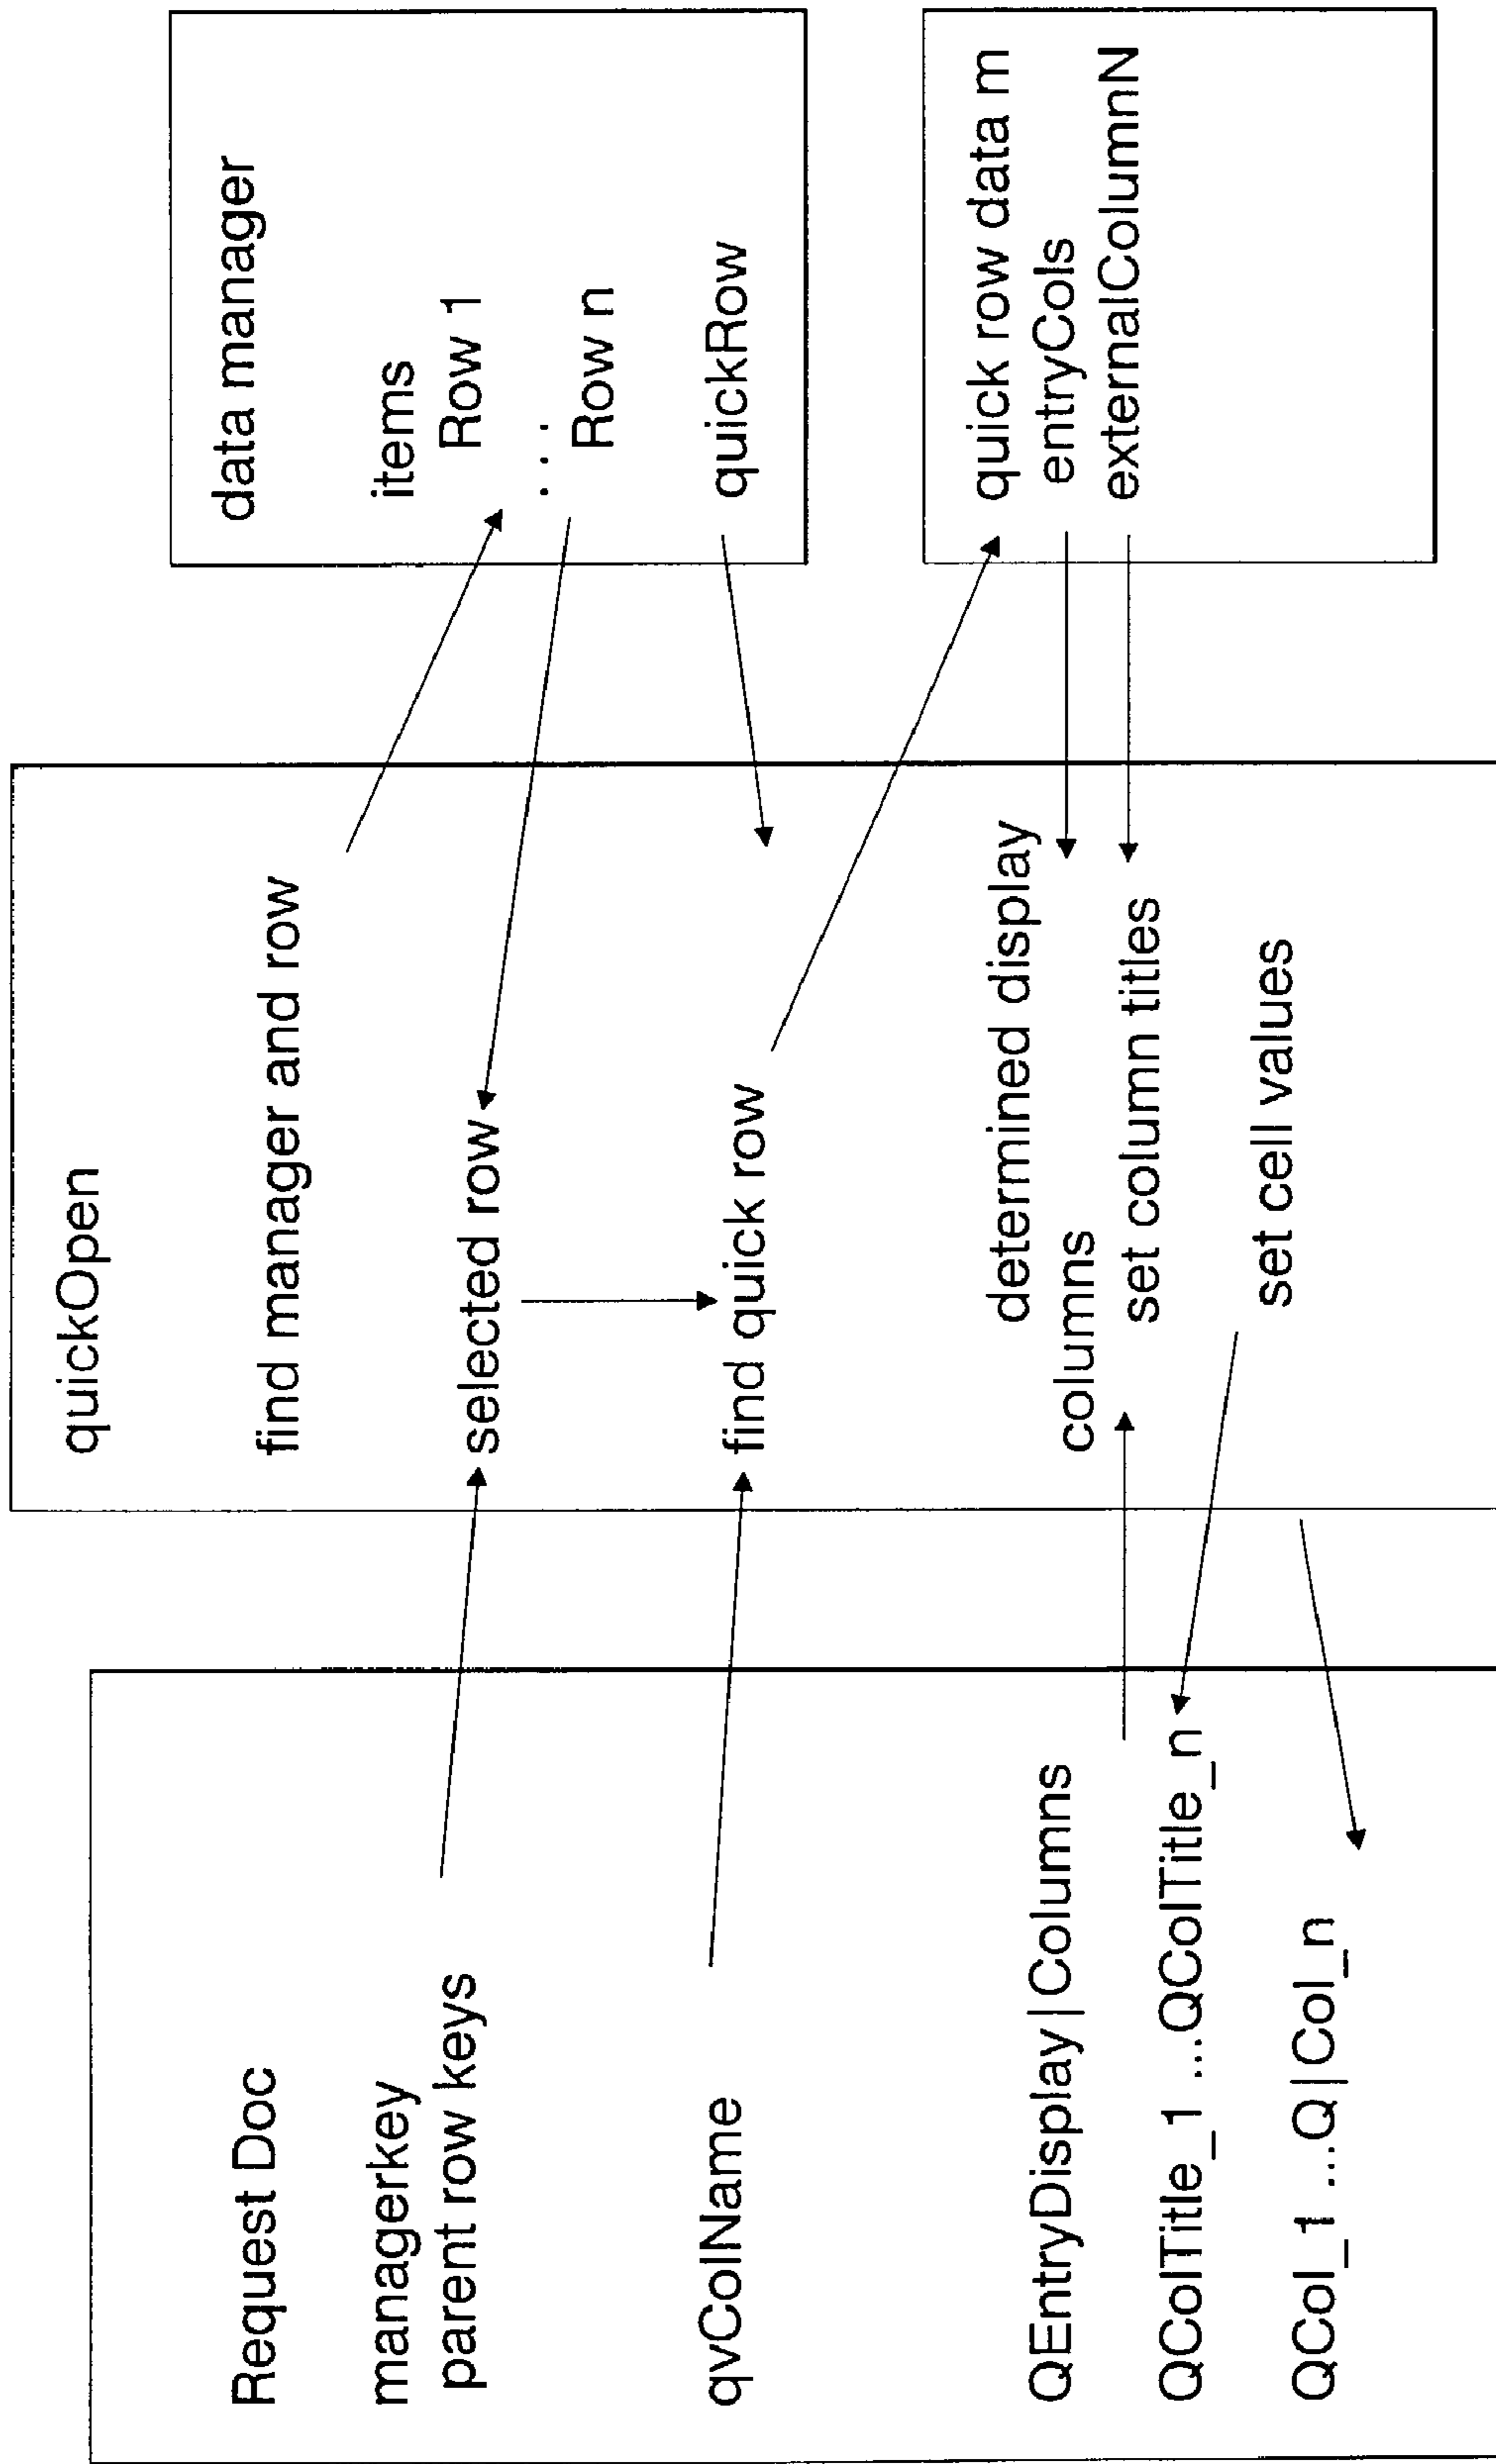 Request Doc
managerkey
parent row keys
qvColName
QEntryDisplay|Columns
QColTitle_1 ...QColTitle_n
QCol_1 ...Q|Col_n
quickOpen
find manager and row
selected row
find quick row
determined display
columns
set column titles
set cell values
data manager
items
Row 1
...
Row n
quickRow
quick row data m
entryCols
externalColumnN